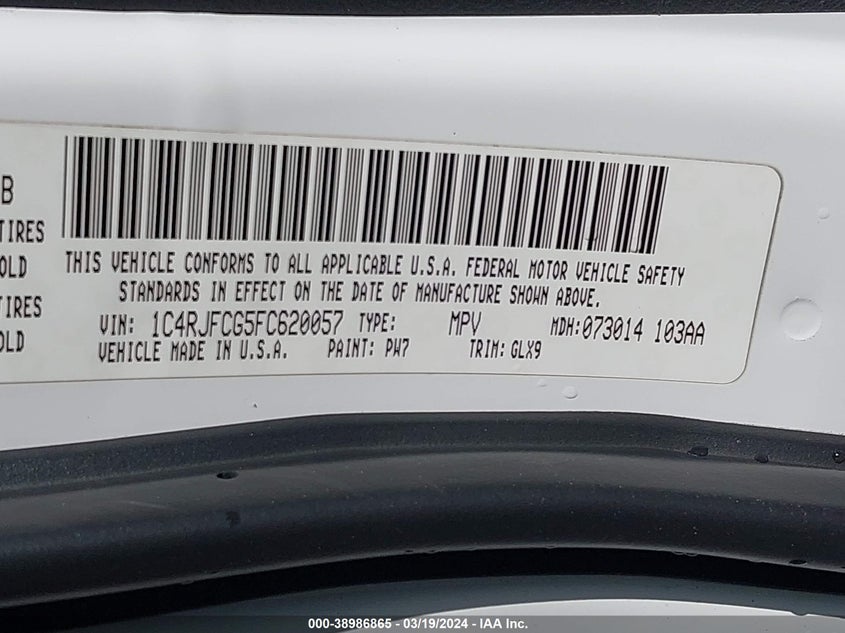 B
TIRES
OLD
TIRES
OLD
THIS VEHICLE CONFORMS TO ALL APPLICABLE U.S.A. FEDERAL MOTOR VEHICLE SAFETY
STANDARDS IN EFFECT ON THE DATE OF MANUFACTURE SHOWN ABOVE.
VIN: 1C4RJFCG5FC620057 TYPE: MPV MDH:073014 103AA
VEHICLE MADE IN U.S.A. PAINT: PW7 TRIM: GLX9
000-38986865 - 03/19/2024 - IAA Inc.